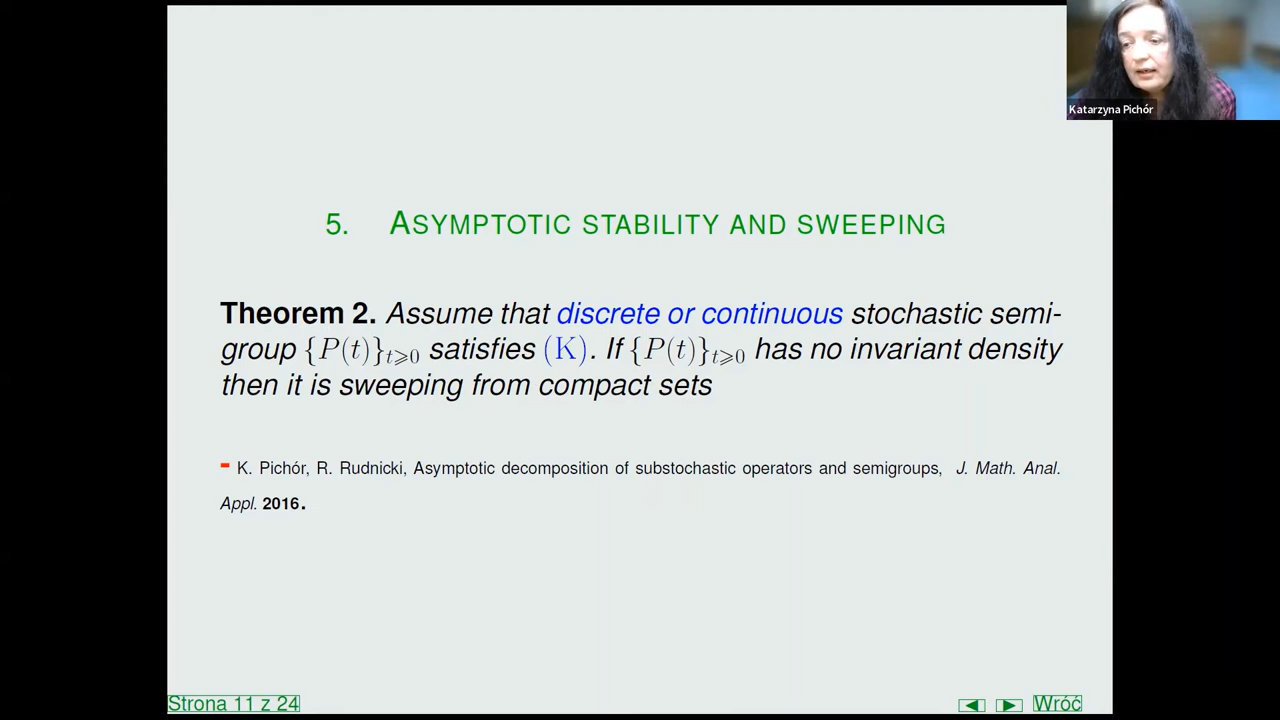 Katarzyna Pichór
5. ASYMPTOTIC STABILITY AND SWEEPING
Theorem 2. Assume that discrete or continuous stochastic semi-
group {P(t)}t⩾0 satisfies (K). If {P(t)}t⩾0 has no invariant density
then it is sweeping from compact sets
- K. Pichór, R. Rudnicki, Asymptotic decomposition of substochastic operators and semigroups, J. Math. Anal.
Appl. 2016.
Strona 11 z 24
Wróć